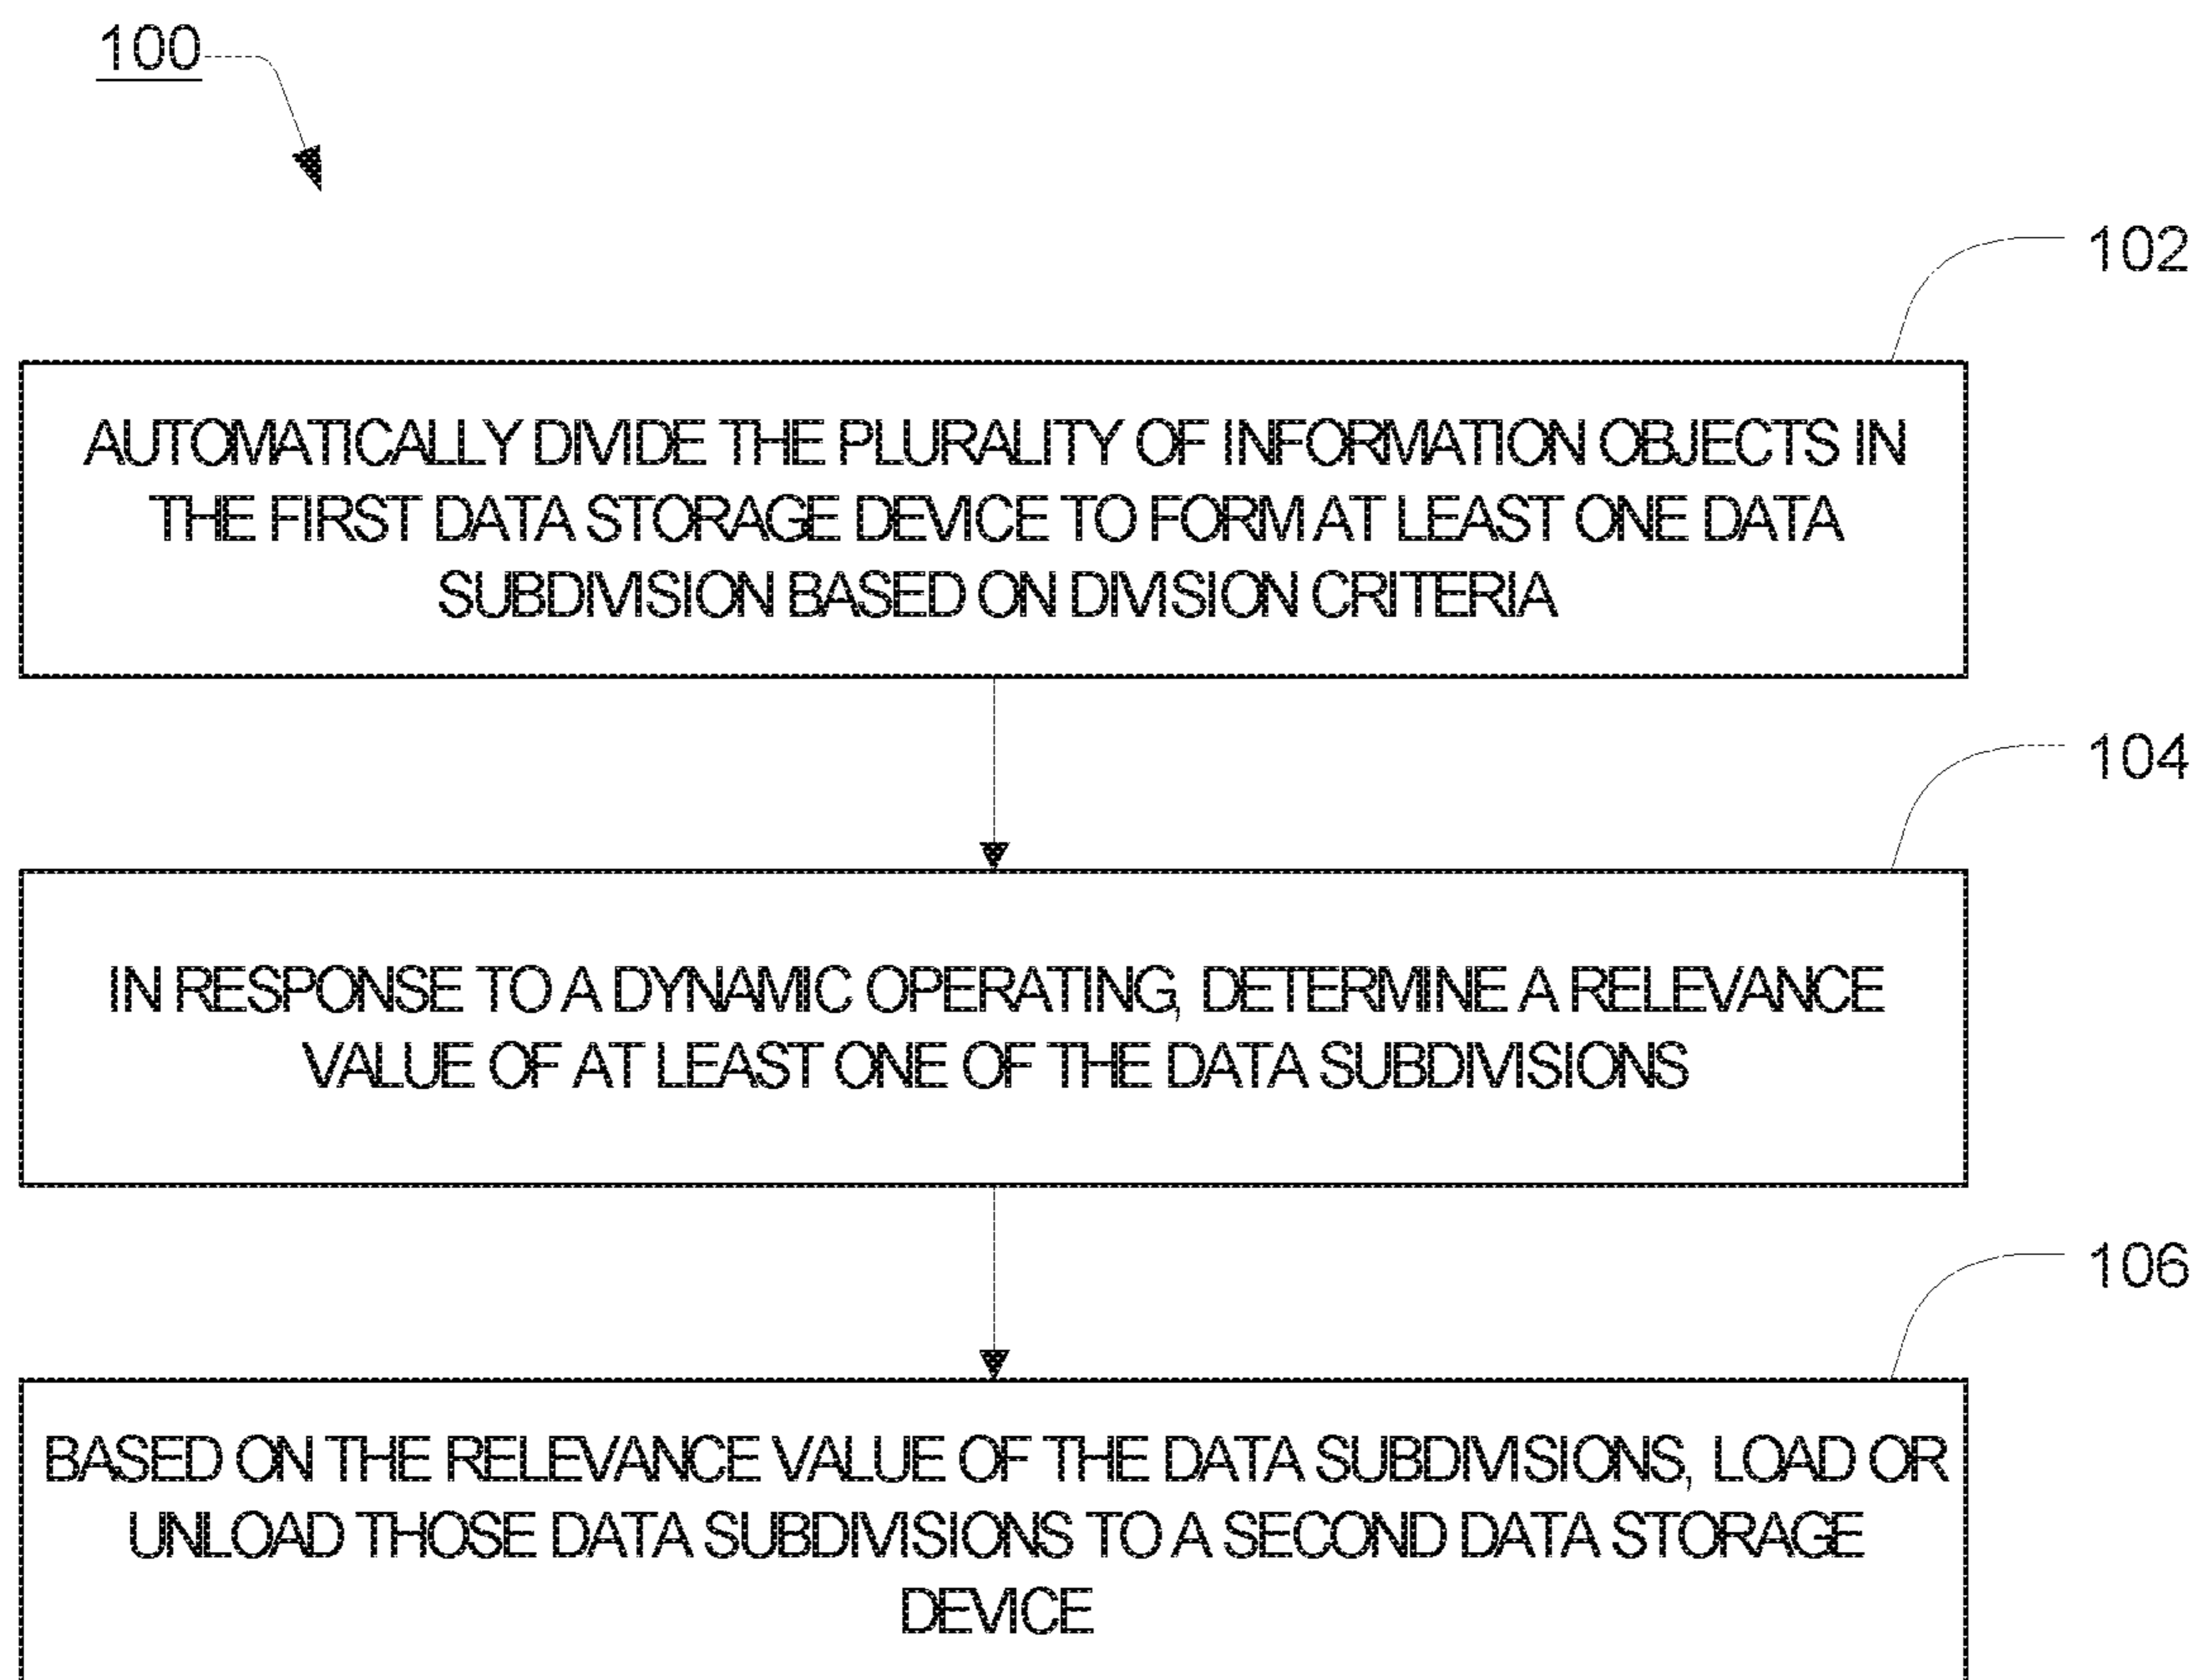 100
102
AUTOMATICALLY DIVIDE THE PLURALITY OF INFORMATION OBJECTS IN
THE FIRST DATA STORAGE DEVICE TO FORM AT LEAST ONE DATA
SUBDIVISION BASED ON DIVISION CRITERIA
104
IN RESPONSE TO A DYNAMIC OPERATING, DETERMINE A RELEVANCE
VALUE OF AT LEAST ONE OF THE DATA SUBDIVISIONS
106
BASED ON THE RELEVANCE VALUE OF THE DATA SUBDIVISIONS, LOAD OR
UNLOAD THOSE DATA SUBDIVISIONS TO A SECOND DATA STORAGE
DEVICE